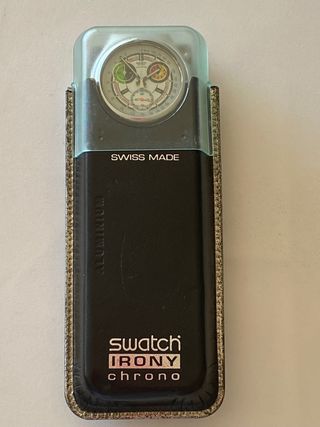 SWISS MADE
ALUMINIUM
swatch
IRONY
chrono